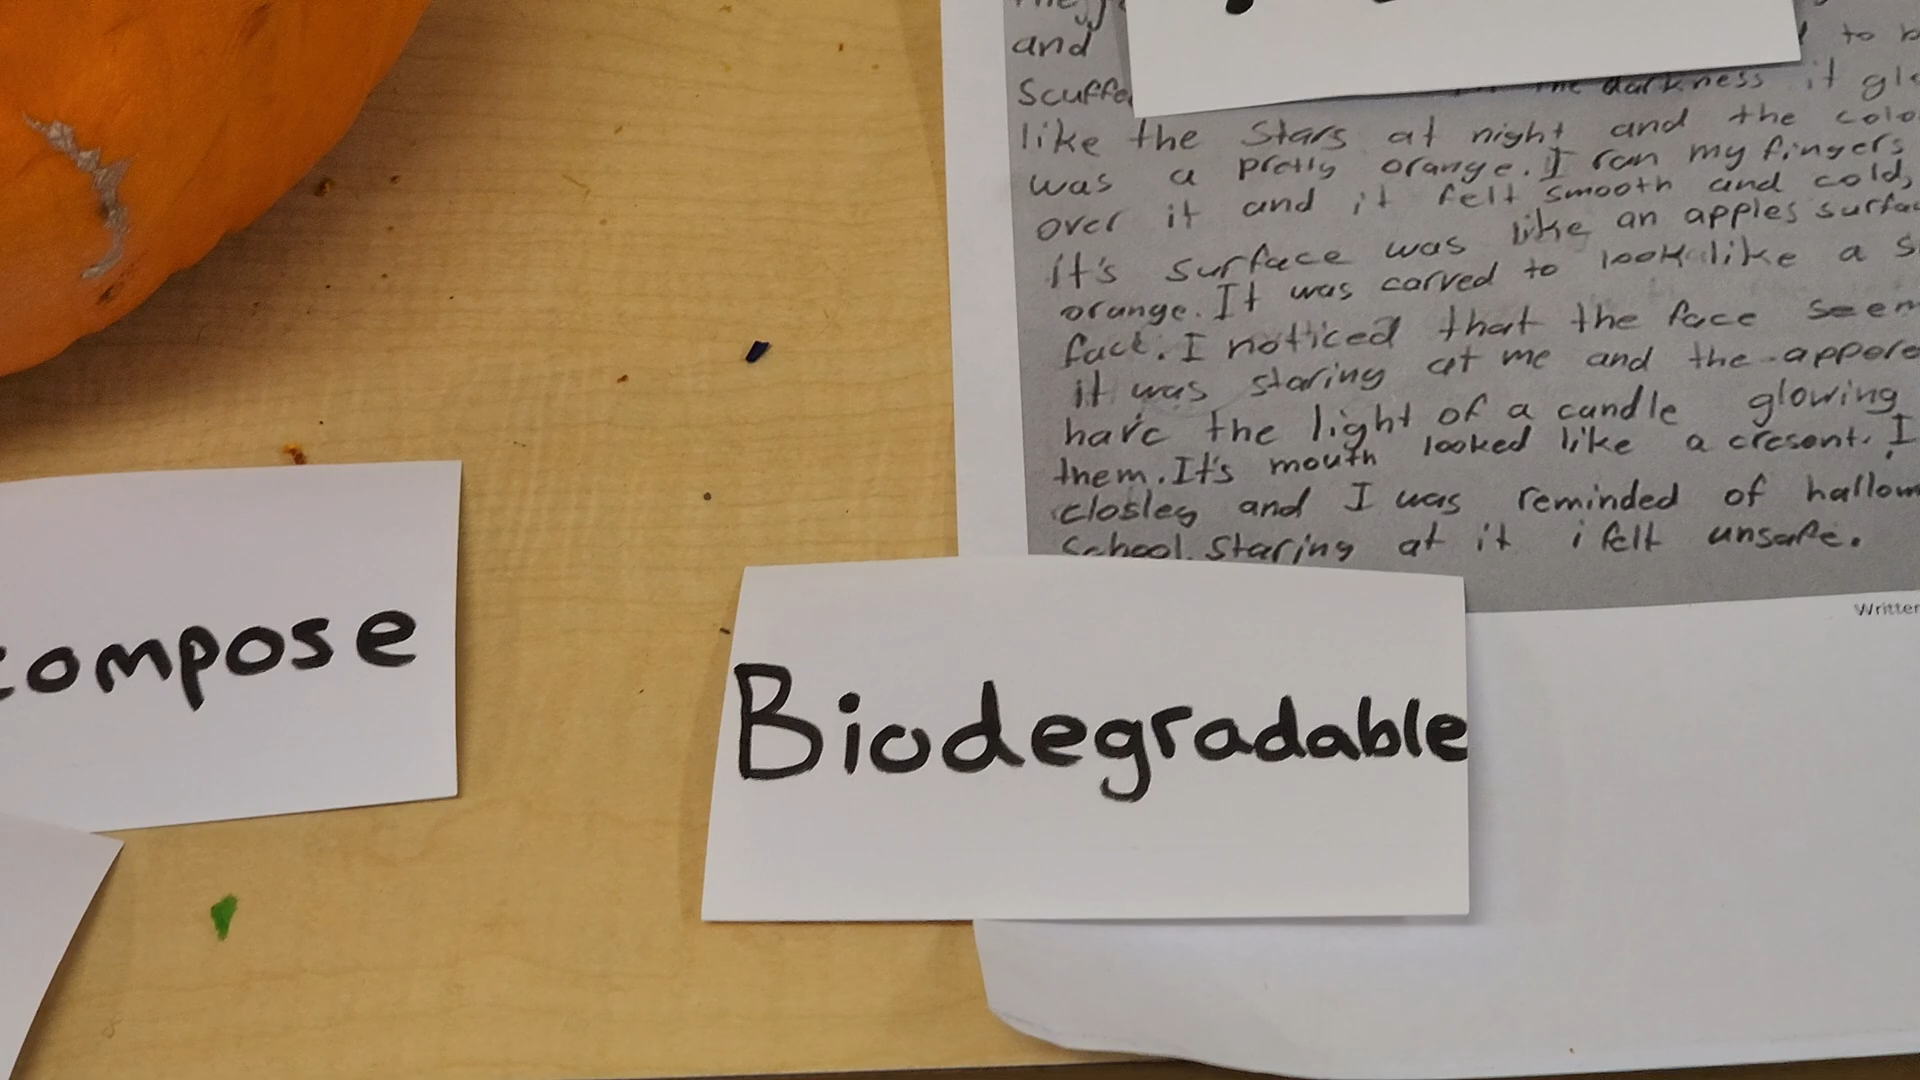 and
to
scuffe
darkness it gl
like the stars at night and the colo
was a pretty orange. I ran my fingers
over it and it felt smooth and cold,
it's surface was like an apples surfac
orange. It was carved to look like a s
face. I noticed that the face seem
it was staring at me and the appere
the light of a candle glowing
them. It's mouth looked like a cresent. I
closley and I was reminded of hallow
school. Staring at it i felt unsafe.
Writter
compose
Biodegradable